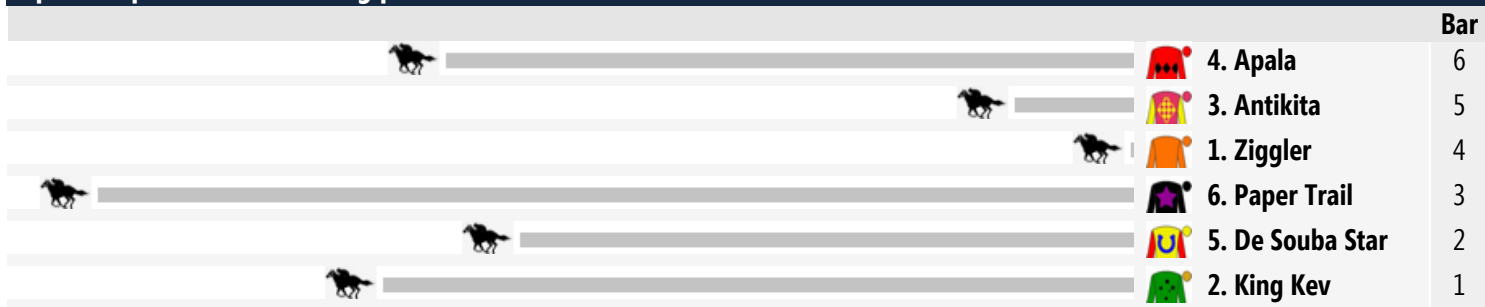 Bar
4. Apala 6
3. Antikita 5
1. Ziggler 4
6. Paper Trail 3
5. De Souba Star 2
2. King Kev 1